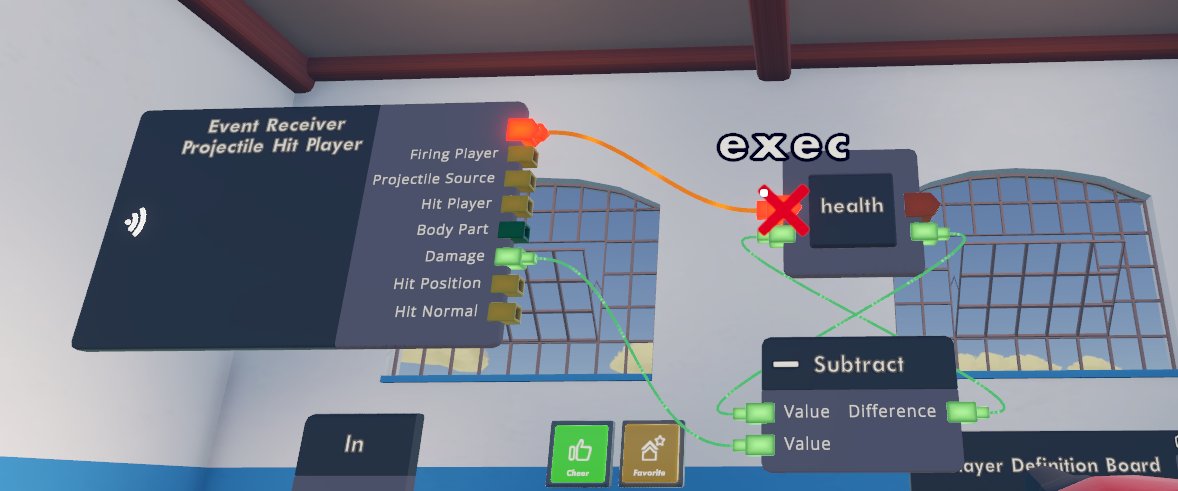 Event Receiver
Projectile Hit Player
Firing Player
Projectile Source
Hit Player
Body Part
Damage
Hit Position
Hit Normal
exec
health
Subtract
Value Difference
Value
In
Cheer
Favorite
Definition Board